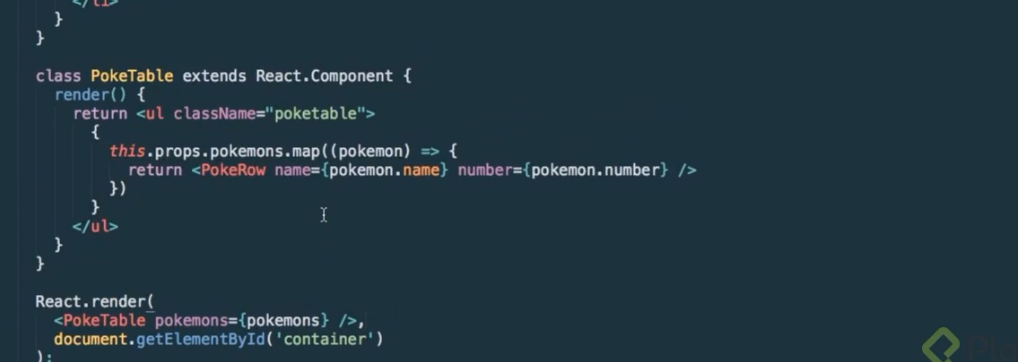 </li>
  }
}
class PokeTable extends React.Component {
  render() {
    return <ul className="poketable">
      {
        this.props.pokemons.map((pokemon) => {
          return <PokeRow name={pokemon.name} number={pokemon.number} />
        })
      }
    </ul>
  }
}
React.render(
  <PokeTable pokemons={pokemons} />,
  document.getElementById('container')
);